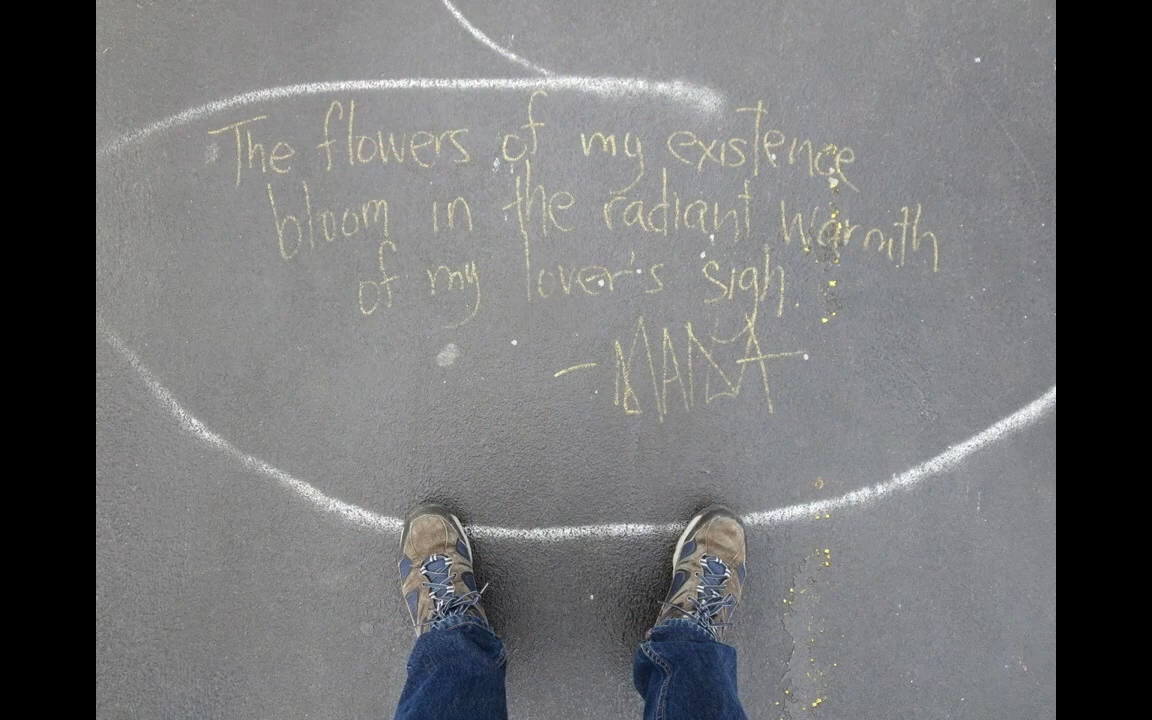 The flowers of my existence
bloom in the radiant warmth
of my lover's sigh